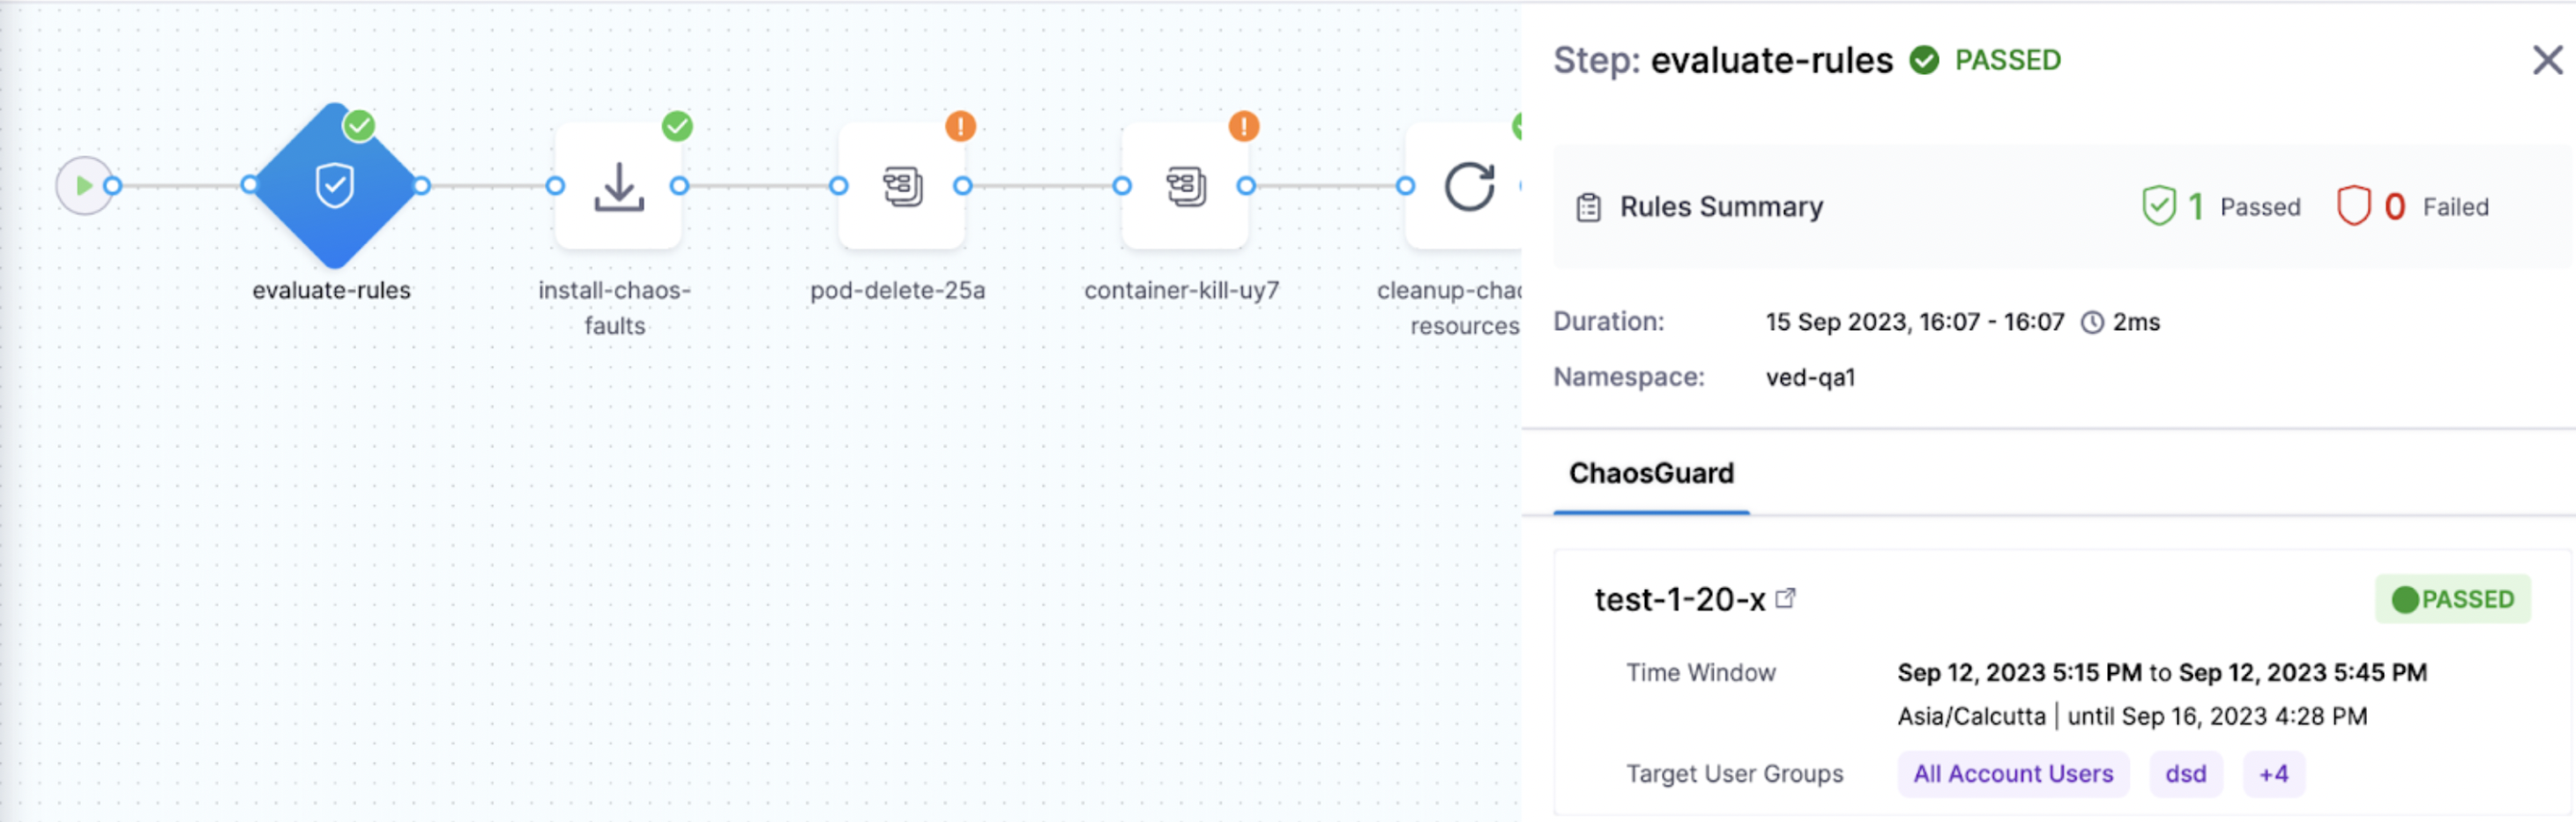 evaluate-rules
install-chaos-
faults
pod-delete-25a
container-kill-uy7
cleanup-chao
resources
Step: evaluate-rules PASSED
Rules Summary 1 Passed 0 Failed
Duration: 15 Sep 2023, 16:07 - 16:07 2ms
Namespace: ved-qa1
ChaosGuard
test-1-20-x PASSED
Time Window Sep 12, 2023 5:15 PM to Sep 12, 2023 5:45 PM
Asia/Calcutta | until Sep 16, 2023 4:28 PM
Target User Groups All Account Users dsd +4